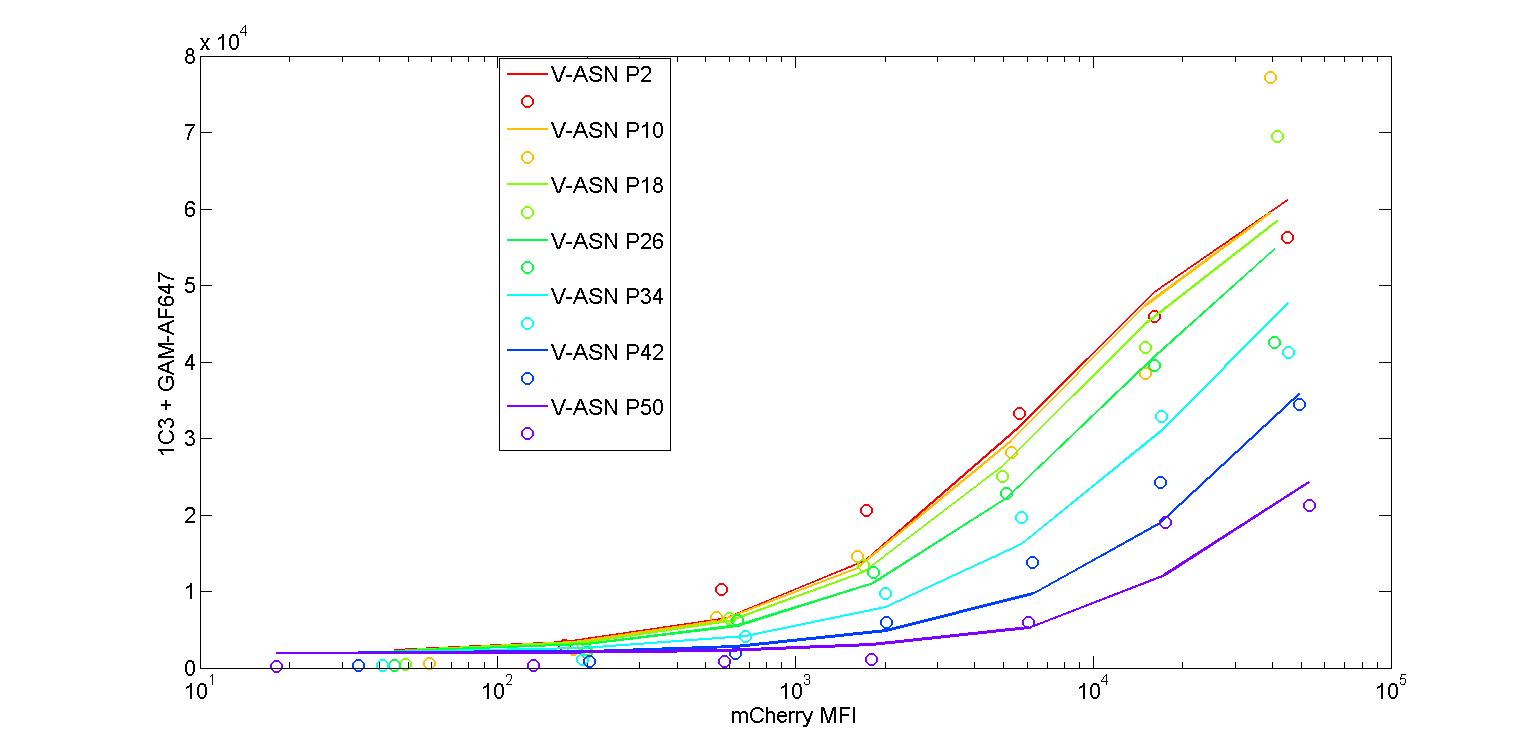 x 10^4
8
7
6
5
4
3
2
1
0
1C3 + GAM-AF647
V-ASN P2
V-ASN P10
V-ASN P18
V-ASN P26
V-ASN P34
V-ASN P42
V-ASN P50
10^1 10^2 10^3 10^4 10^5
mCherry MFI